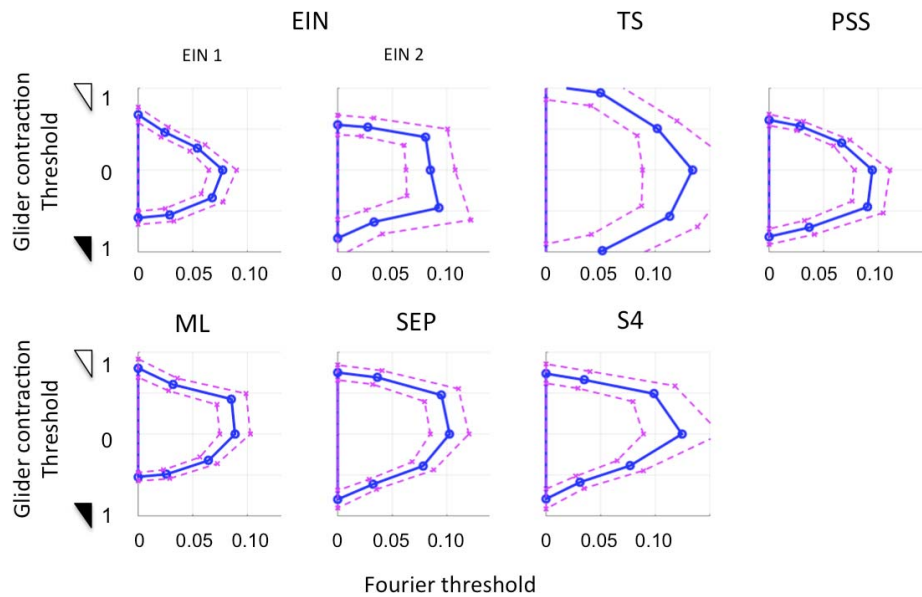 EIN
TS
PSS
EIN 1
EIN 2
Glider contraction
Threshold
1
0
1
0 0.05 0.10
0 0.05 0.10
0 0.05 0.10
0 0.05 0.10
ML
SEP
S4
Glider contraction
Threshold
1
0
1
0 0.05 0.10
0 0.05 0.10
0 0.05 0.10
Fourier threshold